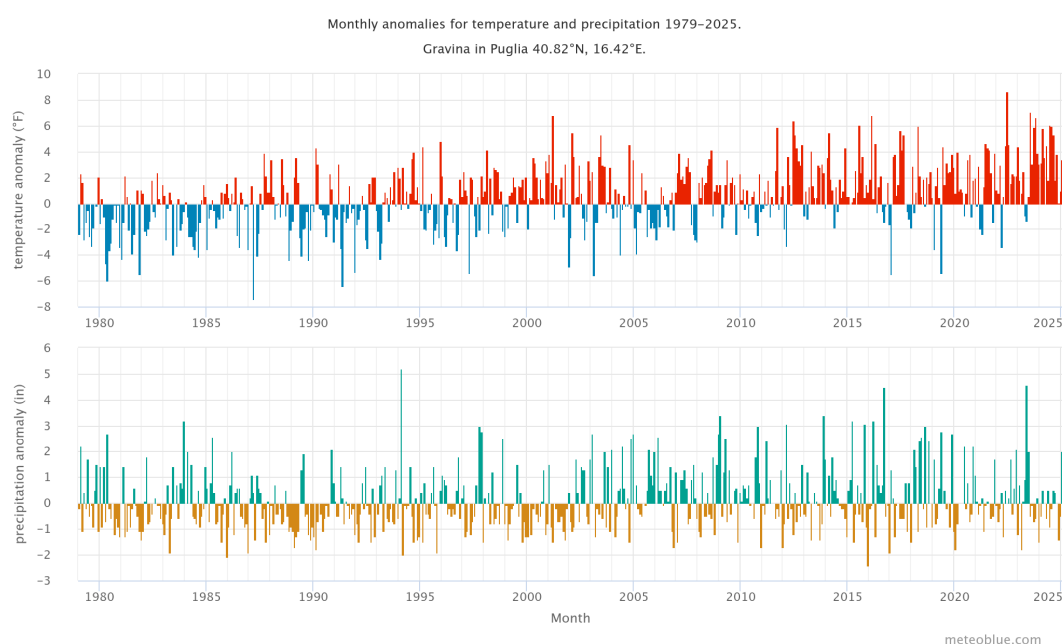 Monthly anomalies for temperature and precipitation 1979-2025.
Gravina in Puglia 40.82°N, 16.42°E.
temperature anomaly (°F)
10
8
6
4
2
0
−2
−4
−6
−8
1980 1985 1990 1995 2000 2005 2010 2015 2020 2025
precipitation anomaly (in)
6
5
4
3
2
1
0
−1
−2
−3
1980 1985 1990 1995 2000 2005 2010 2015 2020 2025
Month
meteoblue.com